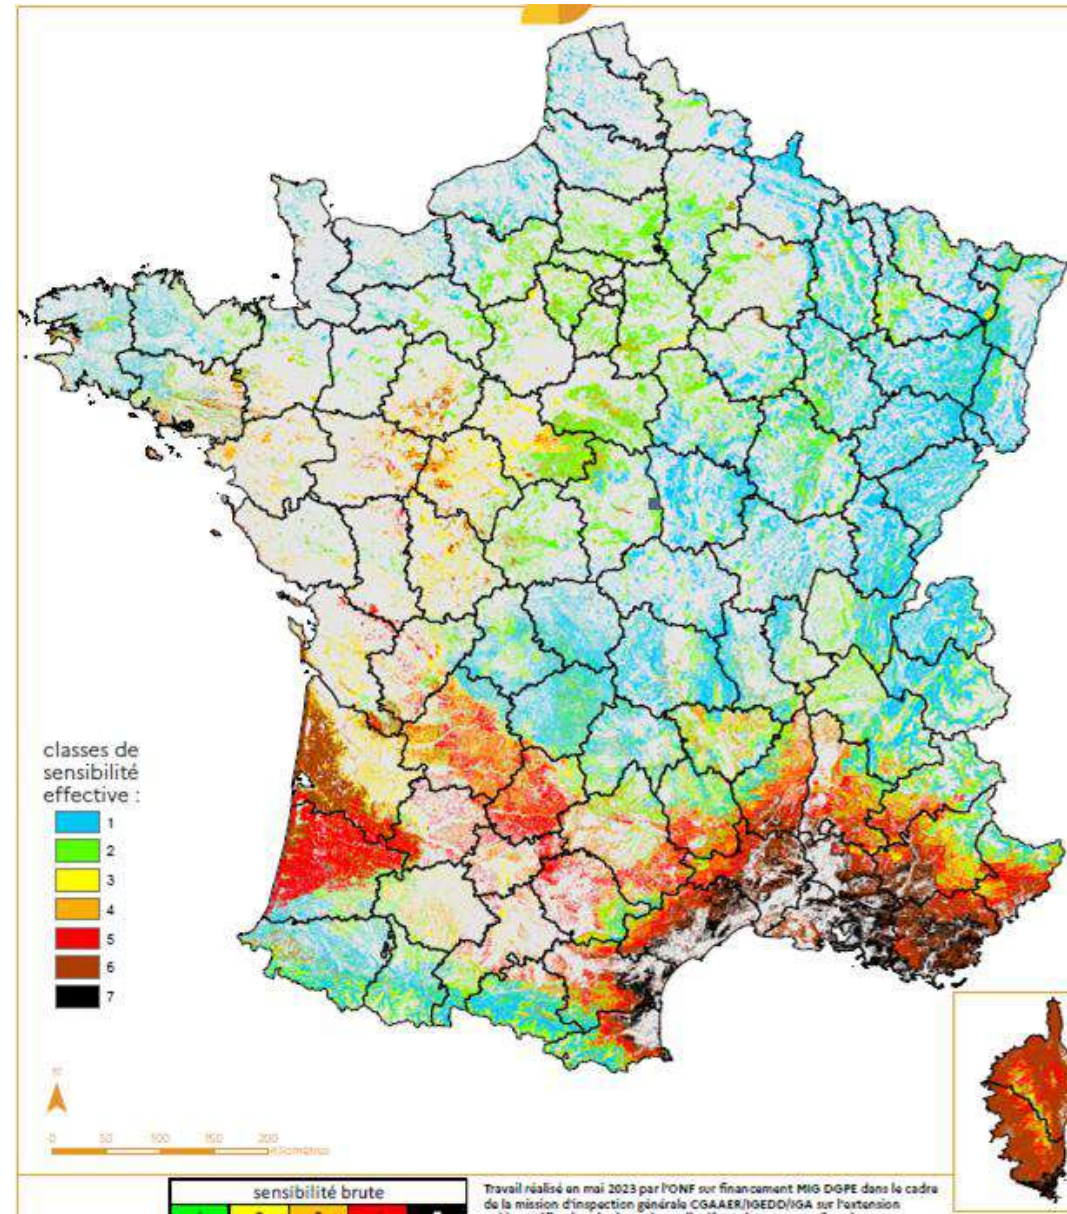 classes de
sensibilité
effective :
1
2
3
4
5
6
7
0 50 100 150 200
Kilomètres
sensibilité brute
Travail réalisé en mai 2023 par l'ONF sur financement MIG DGPE dans le cadre
de la mission d'inspection générale CGAAER/IGEDD/IGA sur l'extension